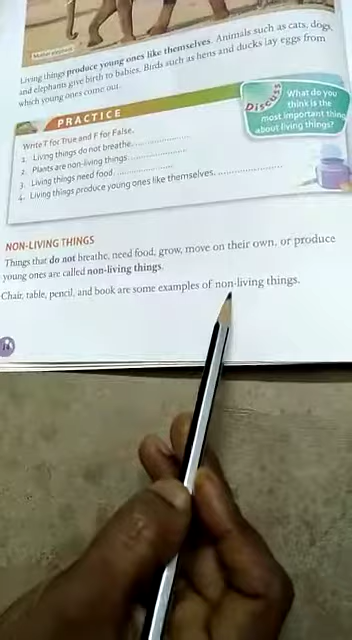 Mother elephant
Living things produce young ones like themselves. Animals such as cats, dogs,
and elephants give birth to babies. Birds such as hens and ducks lay eggs from
which young ones come out.
Discuss
What do you
think is the
most important thing
about living things?
PRACTICE
Write T for True and F for False.
1. Living things do not breathe. ....................
2. Plants are non-living things. ....................
3. Living things need food. ....................
4. Living things produce young ones like themselves. ....................
NON-LIVING THINGS
Things that do not breathe, need food, grow, move on their own, or produce
young ones are called non-living things.
Chair, table, pencil, and book are some examples of non-living things.